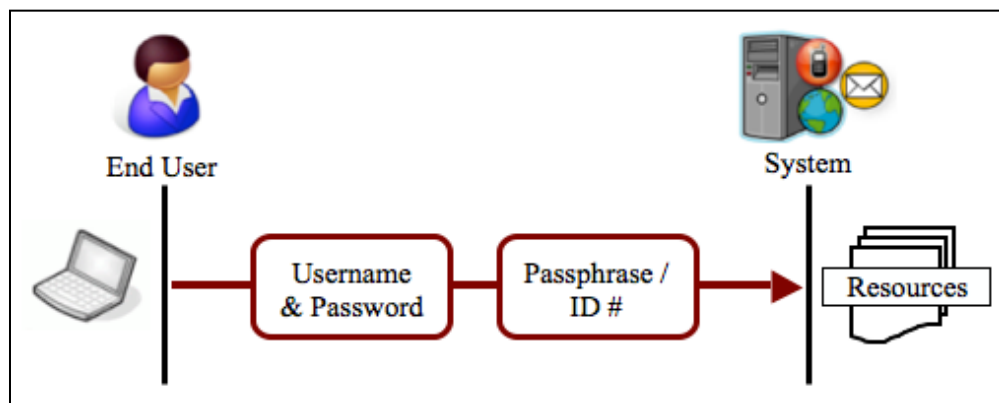 End User
System
Username
& Password
Passphrase /
ID #
Resources